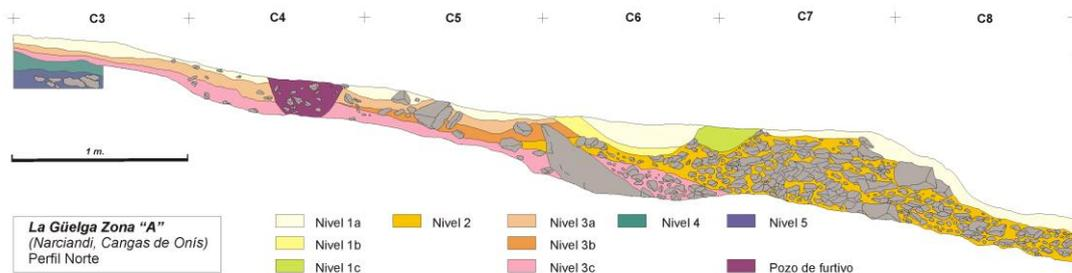 C3 C4 C5 C6 C7 C8
1 m.
La Güelga Zona "A"
(Narciandi, Cangas de Onís)
Perfil Norte
Nivel 1a Nivel 2 Nivel 3a Nivel 4 Nivel 5
Nivel 1b Nivel 3b
Nivel 1c Nivel 3c Pozo de furtivo